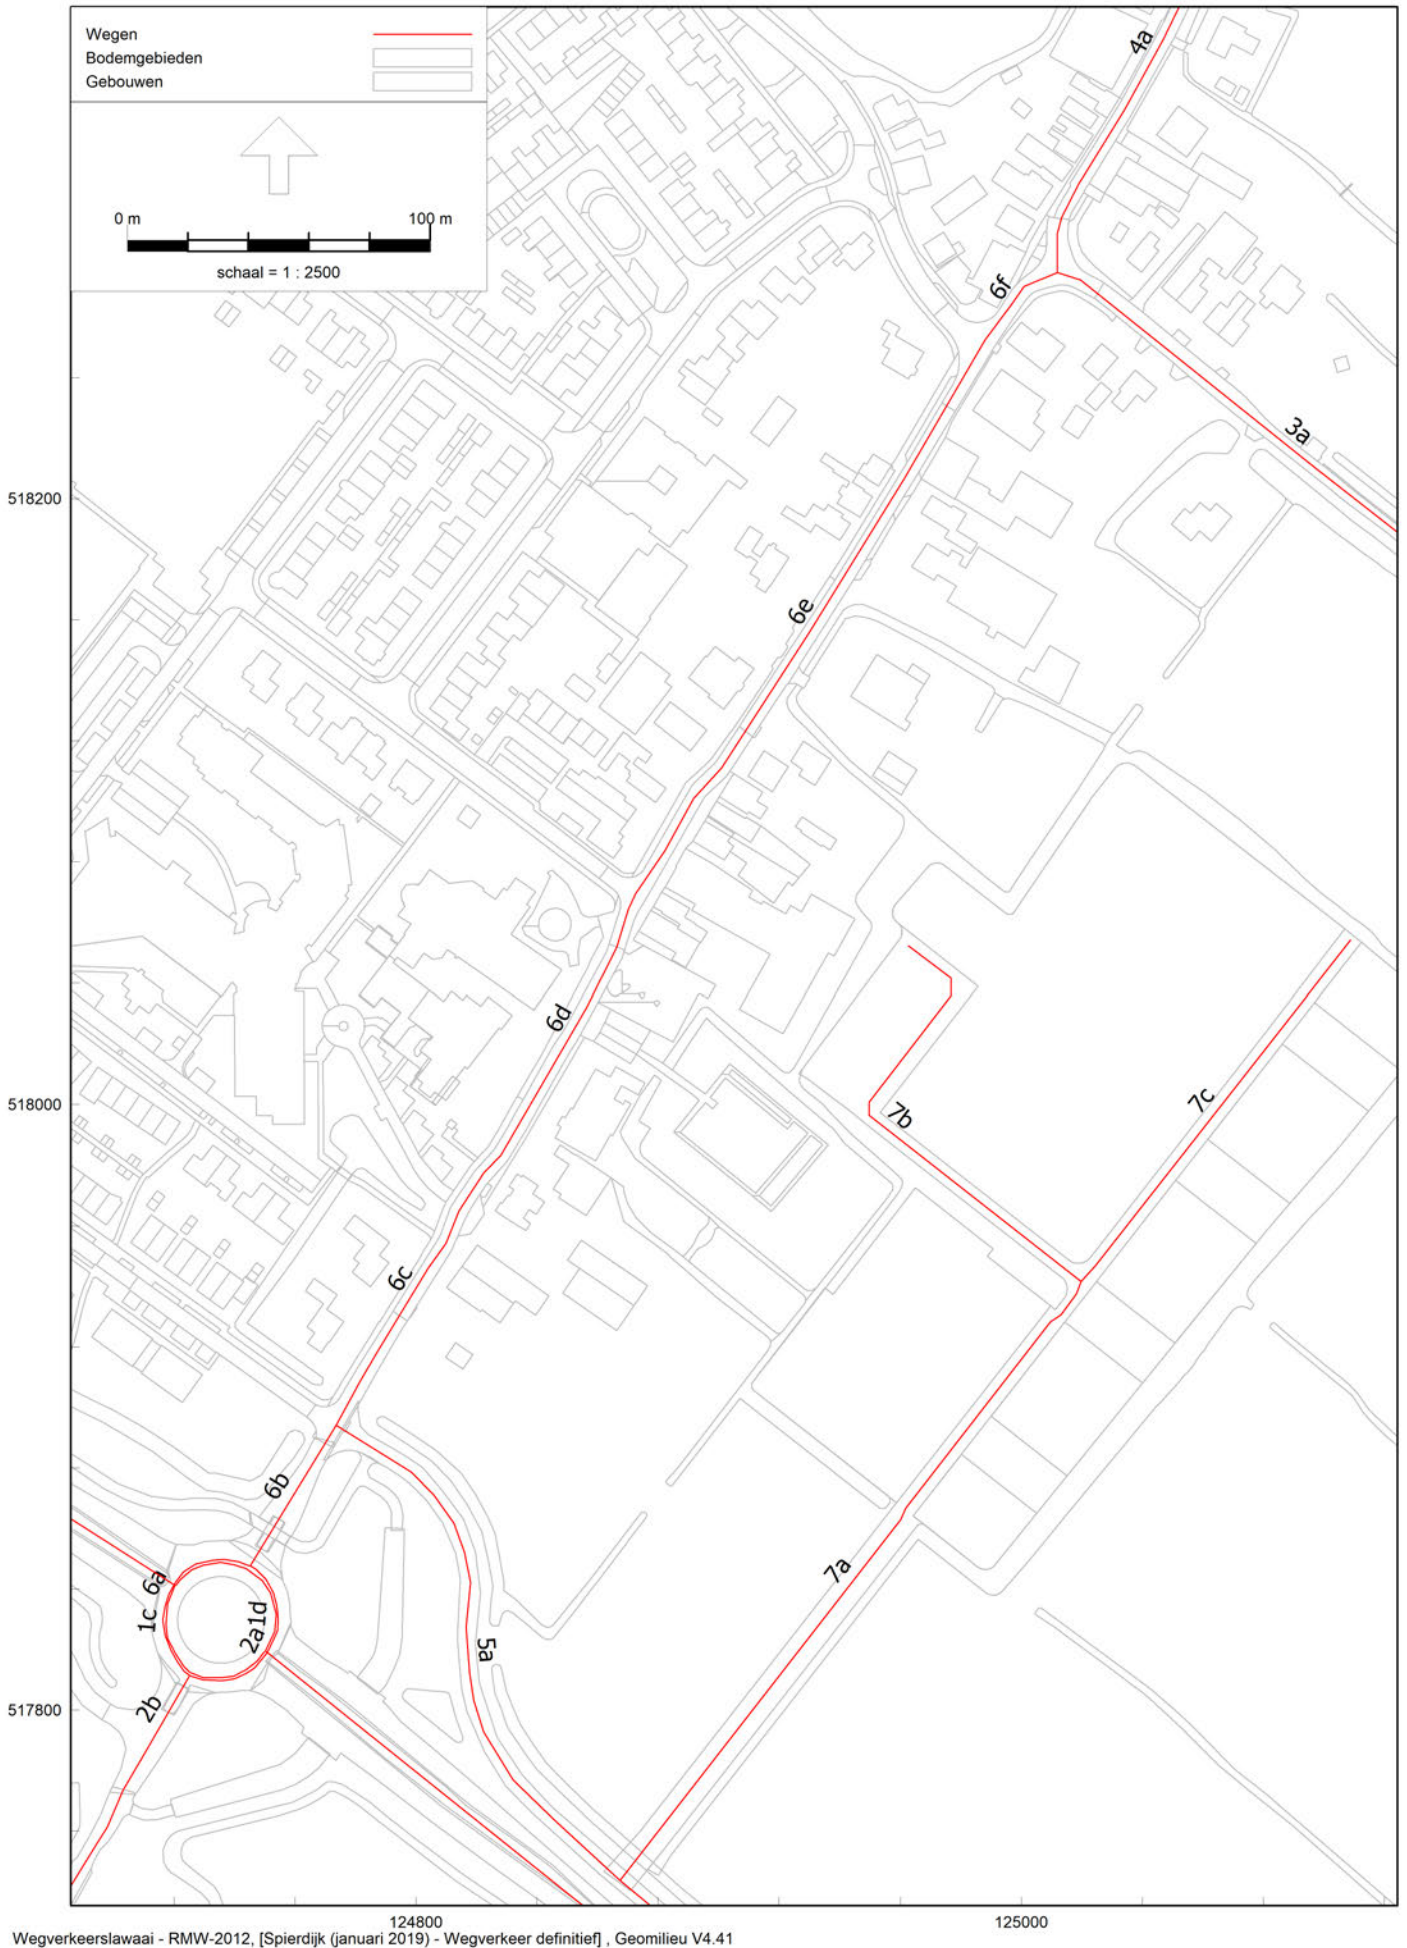 Wegen
Bodemgebieden
Gebouwen
0 m 100 m
schaal = 1 : 2500
4a
6f
3a
518200
6e
6d
518000
7b
7c
6c
6b
6a
1c
2a 1d
7a
5a
2b
517800
124800 125000
Wegverkeerslawaai - RMW-2012, [Spierdijk (januari 2019) - Wegverkeer definitief] , Geomilieu V4.41